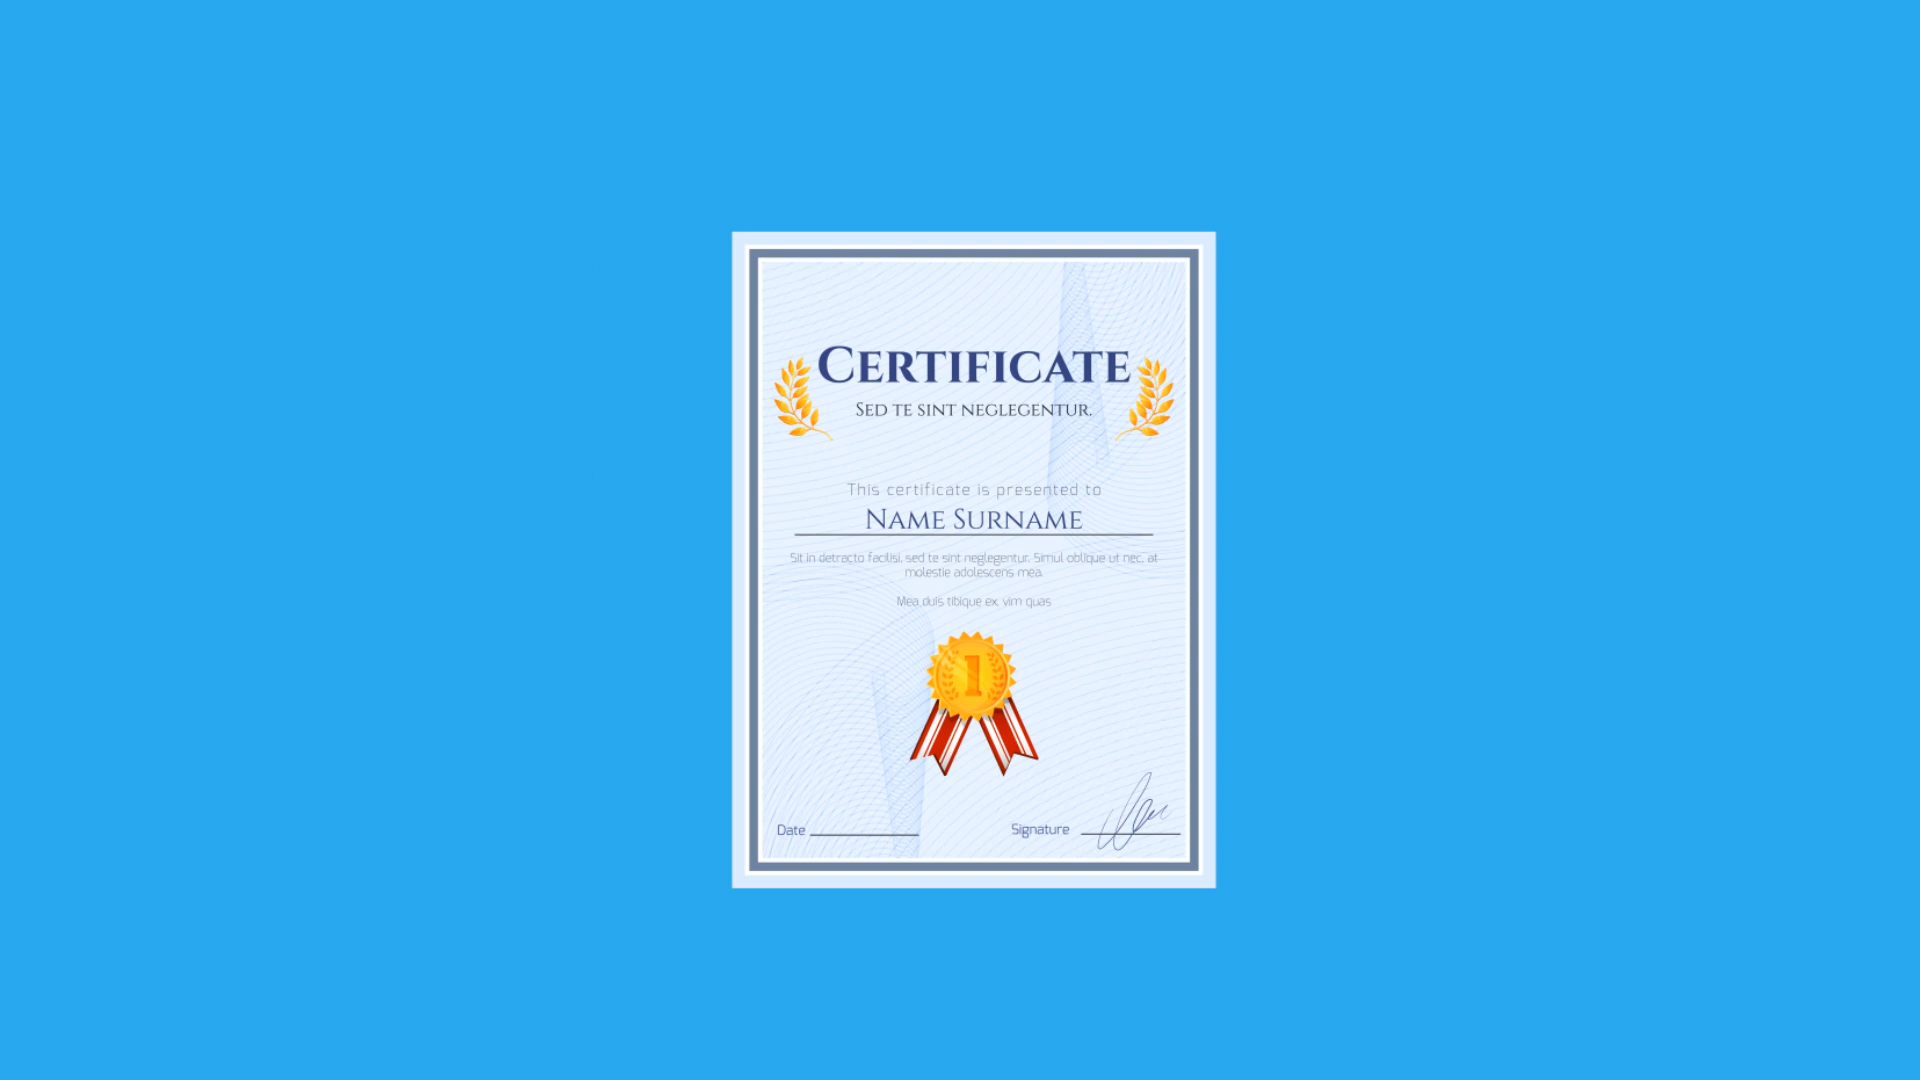 CERTIFICATE
SED TE SINT NEGLEGENTUR.
This certificate is presented to
NAME SURNAME
Sit in detracto facilisi, sed te sint neglegentur. Simul oblique ut nec, at
molestie adolescens mea.
Mea duis tibique ex, vim quas
1
Date
Signature